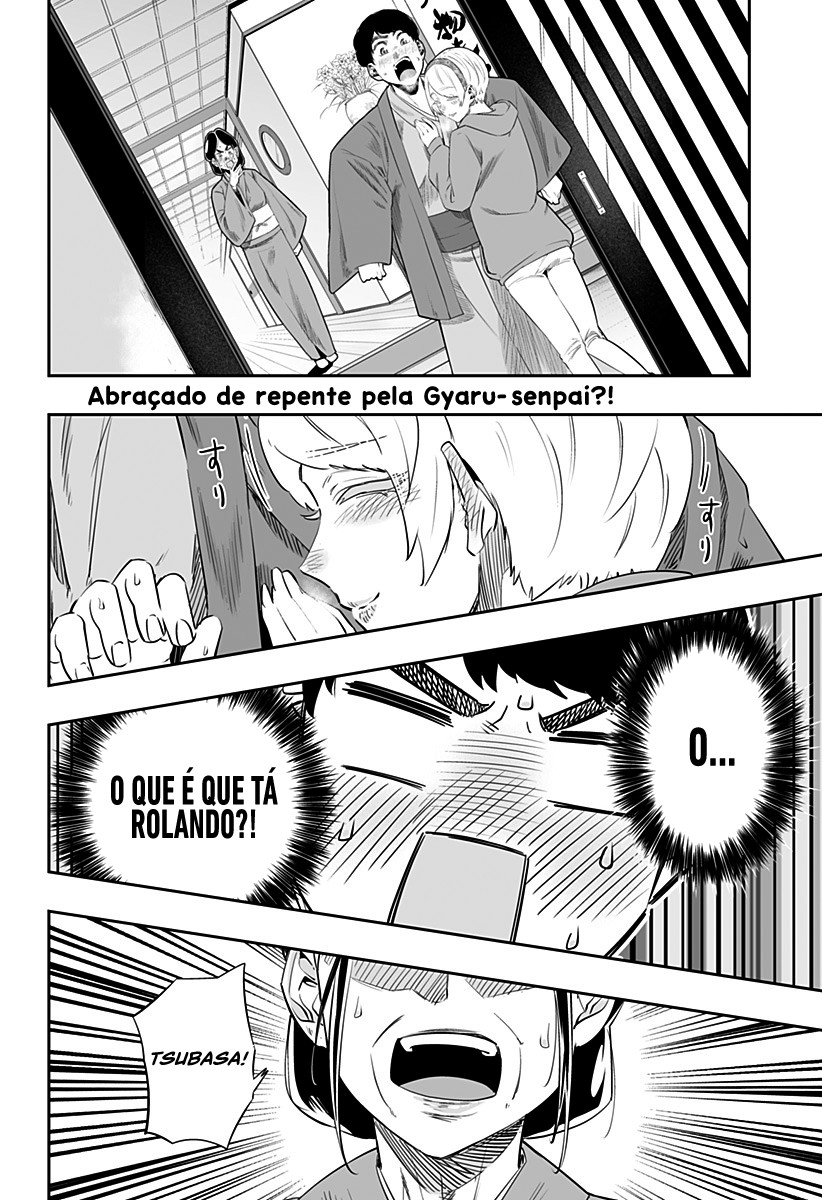 Abraçado de repente pela Gyaru-senpai?!
すり
すり
O...
O QUE É QUE TÁ
ROLANDO?!
TSUBASA!